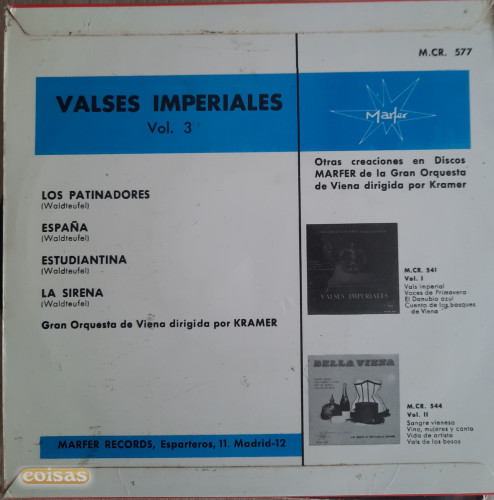 M.CR. 577
VALSES IMPERIALES
Vol. 3
Marfer
LOS PATINADORES
(Waldteufel)
ESPAÑA
(Waldteufel)
ESTUDIANTINA
(Waldteufel)
LA SIRENA
(Waldteufel)
Gran Orquesta de Viena dirigida por KRAMER
Otras creaciones en Discos
MARFER de la Gran Orquesta
de Viena dirigida por Kramer
VALSES IMPERIALES
M.CR. 541
Vol. I
Vals imperial
Voces de Primavera
El Danubio azul
Cuento de los bosques
de Viena
BELLA VIENA
M.CR. 544
Vol. II
Sangre vienesa
Vino, mujeres y canto
Vida de artista
Vals de los besos
MARFER RECORDS, Esparteros, 11. Madrid-12
coisas